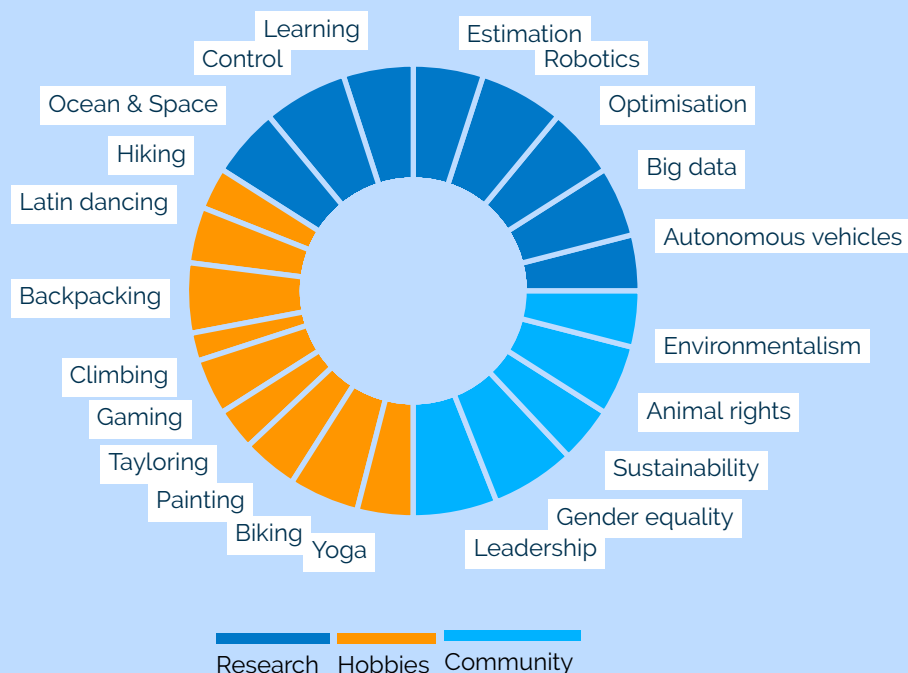 Learning
Estimation
Control
Robotics
Ocean & Space
Optimisation
Hiking
Big data
Latin dancing
Autonomous vehicles
Backpacking
Environmentalism
Climbing
Animal rights
Gaming
Tayloring
Sustainability
Painting
Gender equality
Biking
Yoga
Leadership
Research
Hobbies
Community